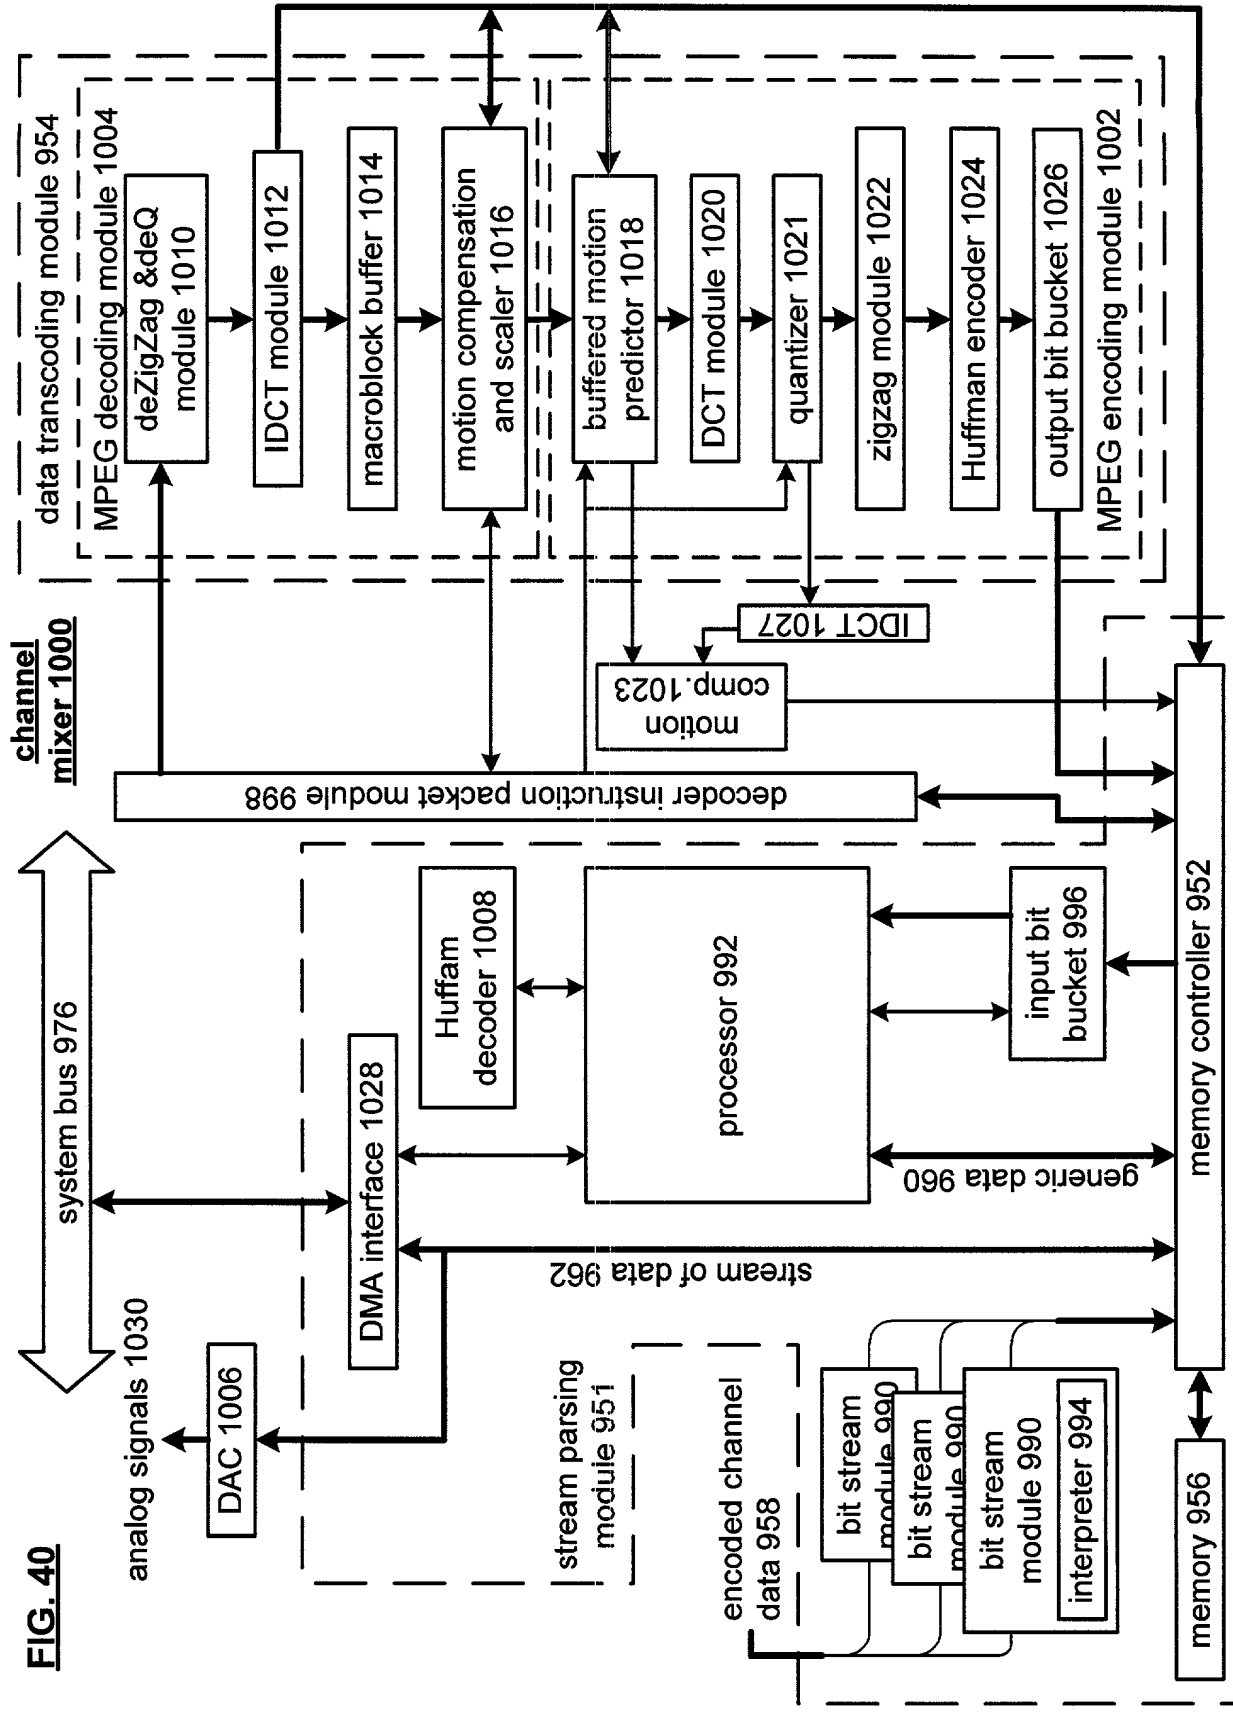 FIG. 40
channel
mixer 1000
system bus 976
analog signals 1030
DAC 1006
DMA interface 1028
stream parsing
module 951
Huffam
decoder 1008
processor 992
stream of data 962
generic data 960
input bit
bucket 996
encoded channel
data 958
bit stream
module 990
bit stream
module 990
bit stream
module 990
interpreter 994
memory 956
memory controller 952
decoder instruction packet module 998
data transcoding module 954
MPEG decoding module 1004
deZigZag &deQ
module 1010
IDCT module 1012
macroblock buffer 1014
motion compensation
and scaler 1016
buffered motion
predictor 1018
DCT module 1020
quantizer 1021
zigzag module 1022
Huffman encoder 1024
output bit bucket 1026
MPEG encoding module 1002
IDCT 1027
motion
comp.1023